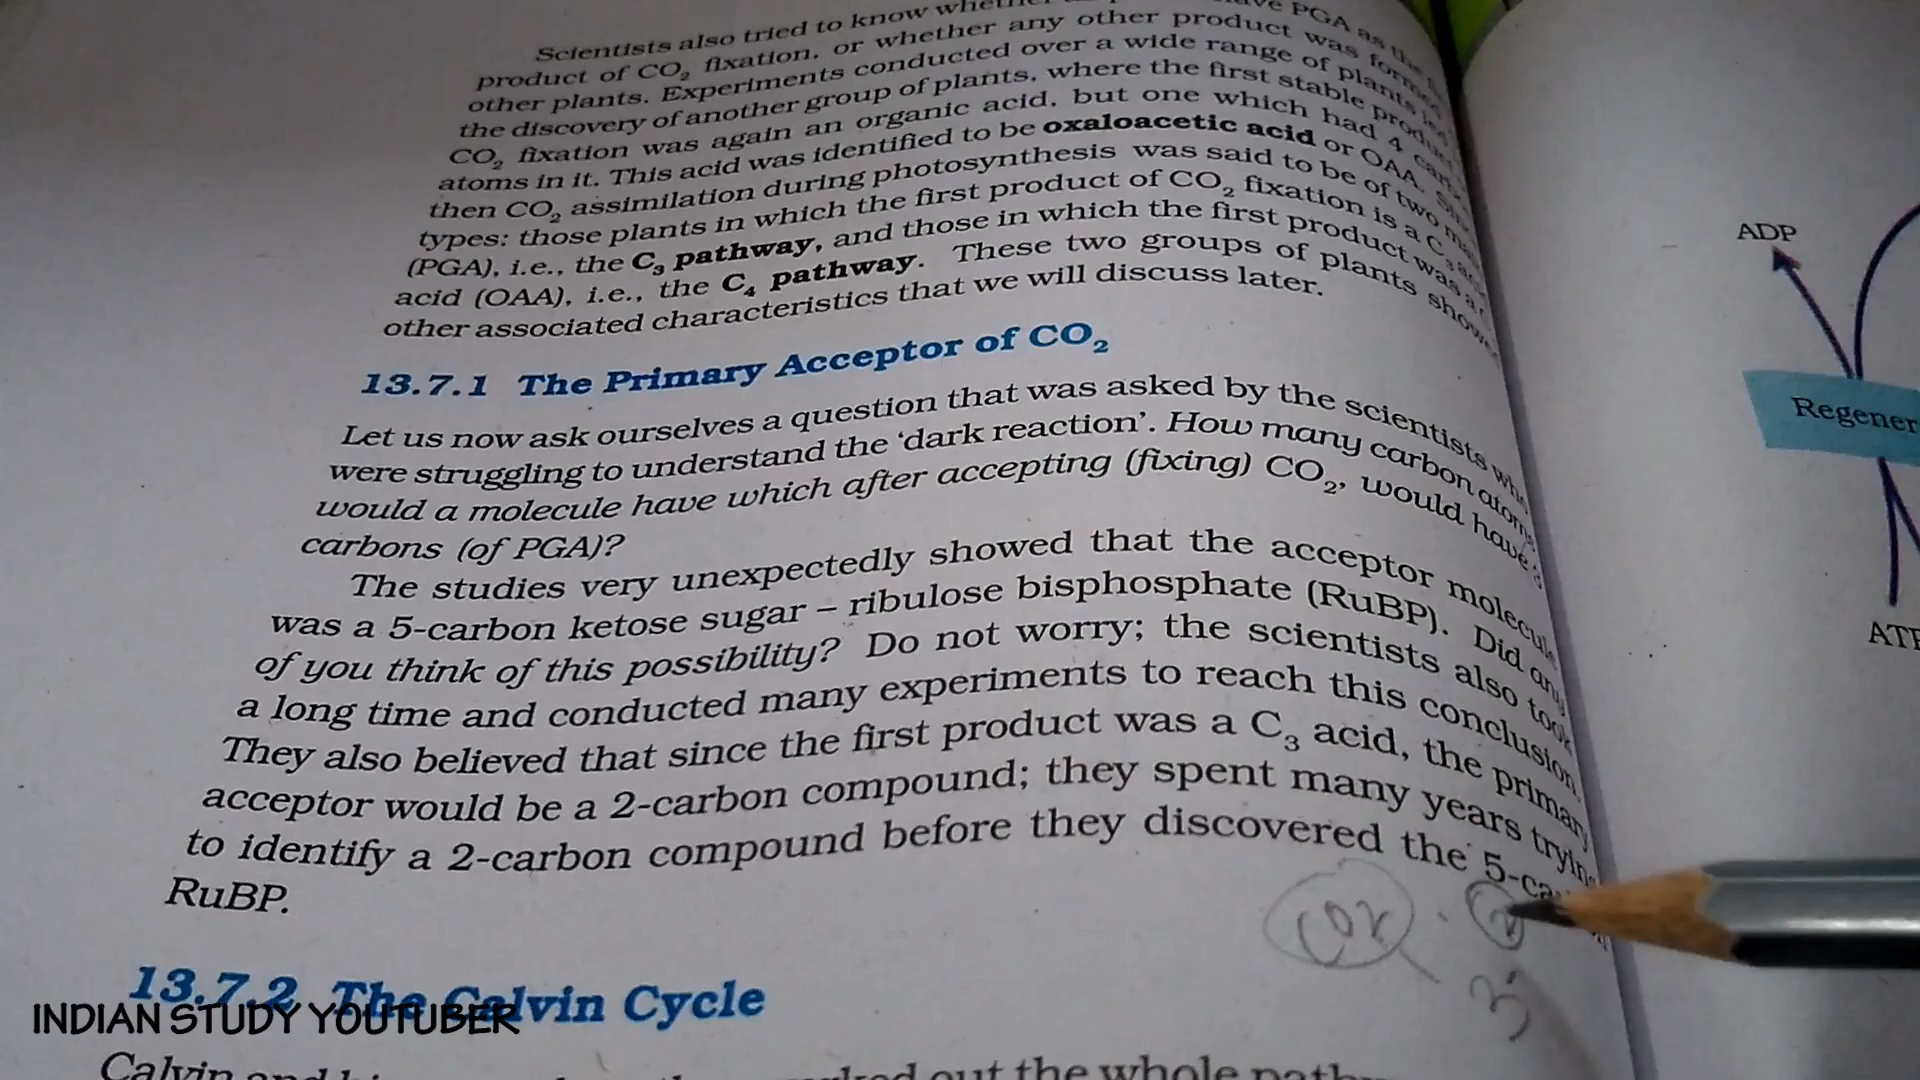 Scientists also tried to know PGA as the
product of CO₂ fixation, or whether any other product was formed
other plants. Experiments conducted over a wide range of plants led
the discovery of another group of plants, where the first stable product
CO₂ fixation was again an organic acid, but one which had 4
atoms in it. This acid was identified to be oxaloacetic acid or OAA.
then CO₂ assimilation during photosynthesis was said to be of two
types: those plants in which the first product of CO₂ fixation is a C₃
(PGA), i.e., the C₃ pathway, and those in which the first product was a
acid (OAA), i.e., the C₄ pathway. These two groups of plants showed
other associated characteristics that we will discuss later.
13.7.1 The Primary Acceptor of CO₂
Let us now ask ourselves a question that was asked by the scientists who
were struggling to understand the ‘dark reaction’. How many carbon atoms
would a molecule have which after accepting (fixing) CO₂, would have 3
carbons (of PGA)?
The studies very unexpectedly showed that the acceptor molecule
was a 5-carbon ketose sugar – ribulose bisphosphate (RuBP). Did any
of you think of this possibility? Do not worry; the scientists also took
a long time and conducted many experiments to reach this conclusion.
They also believed that since the first product was a C₃ acid, the primary
acceptor would be a 2-carbon compound; they spent many years trying
to identify a 2-carbon compound before they discovered the 5-
RuBP.
13.7.2 The Calvin Cycle
INDIAN STUDY YOUTUBER
Calvin and out the whole
ADP